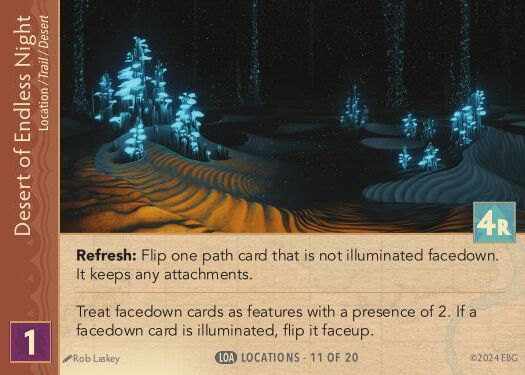 Desert of Endless Night
Location / Trail / Desert
4R
Refresh: Flip one path card that is not illuminated facedown.
It keeps any attachments.
Treat facedown cards as features with a presence of 2. If a
facedown card is illuminated, flip it faceup.
1
Rob Laskey
LOA LOCATIONS - 11 OF 20
©2024 EBG